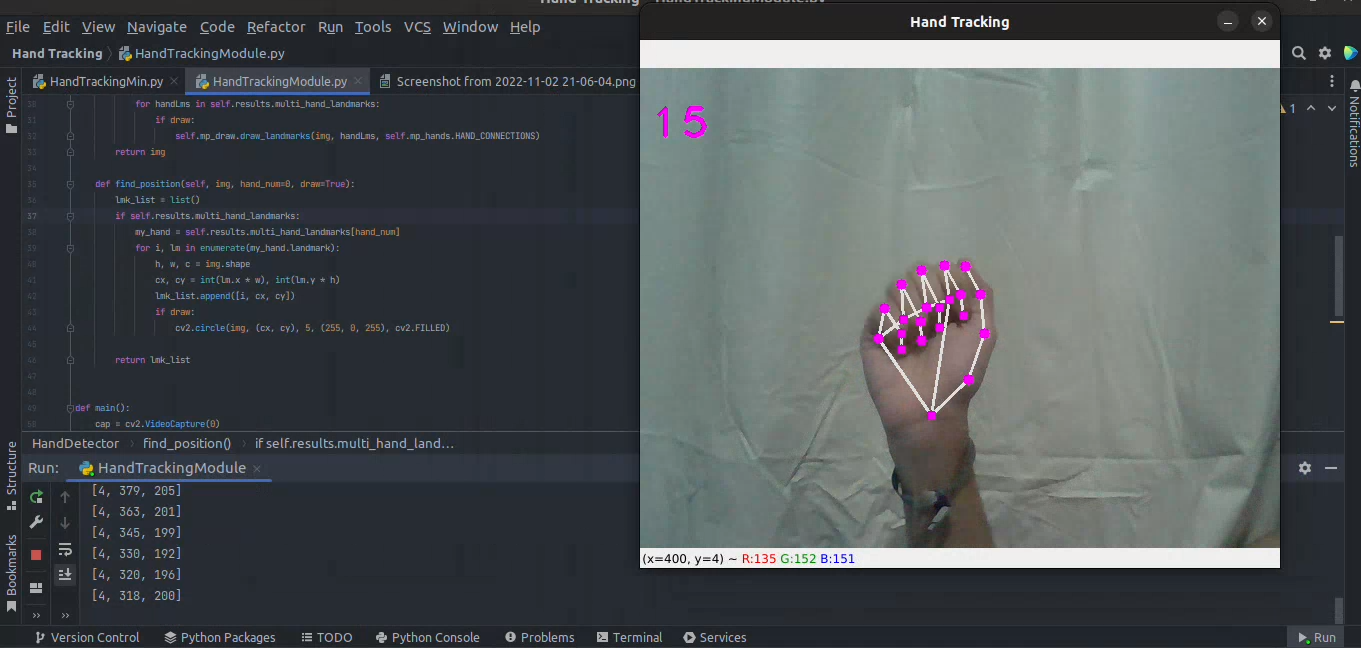 File Edit View Navigate Code Refactor Run Tools VCS Window Help
Hand Tracking HandTrackingModule.py
HandTrackingMin.py HandTrackingModule.py Screenshot from 2022-11-02 21-06-04.png
Project
Structure
Bookmarks
Notifications
1
30 for handLms in self.results.multi_hand_landmarks:
31 if draw:
32 self.mp_draw.draw_landmarks(img, handLms, self.mp_hands.HAND_CONNECTIONS)
33 return img
34
35 def find_position(self, img, hand_num=0, draw=True):
36 lmk_list = list()
37 if self.results.multi_hand_landmarks:
38 my_hand = self.results.multi_hand_landmarks[hand_num]
39 for i, lm in enumerate(my_hand.landmark):
40 h, w, c = img.shape
41 cx, cy = int(lm.x * w), int(lm.y * h)
42 lmk_list.append([i, cx, cy])
43 if draw:
44 cv2.circle(img, (cx, cy), 5, (255, 0, 255), cv2.FILLED)
45
46 return lmk_list
47
48
49 def main():
50 cap = cv2.VideoCapture(0)
HandDetector find_position() if self.results.multi_hand_land…
Run: HandTrackingModule
[4, 379, 205]
[4, 363, 201]
[4, 345, 199]
[4, 330, 192]
[4, 320, 196]
[4, 318, 200]
Version Control Python Packages TODO Python Console Problems Terminal Services
Run
Hand Tracking
15
(x=400, y=4) ~ R:135 G:152 B:151